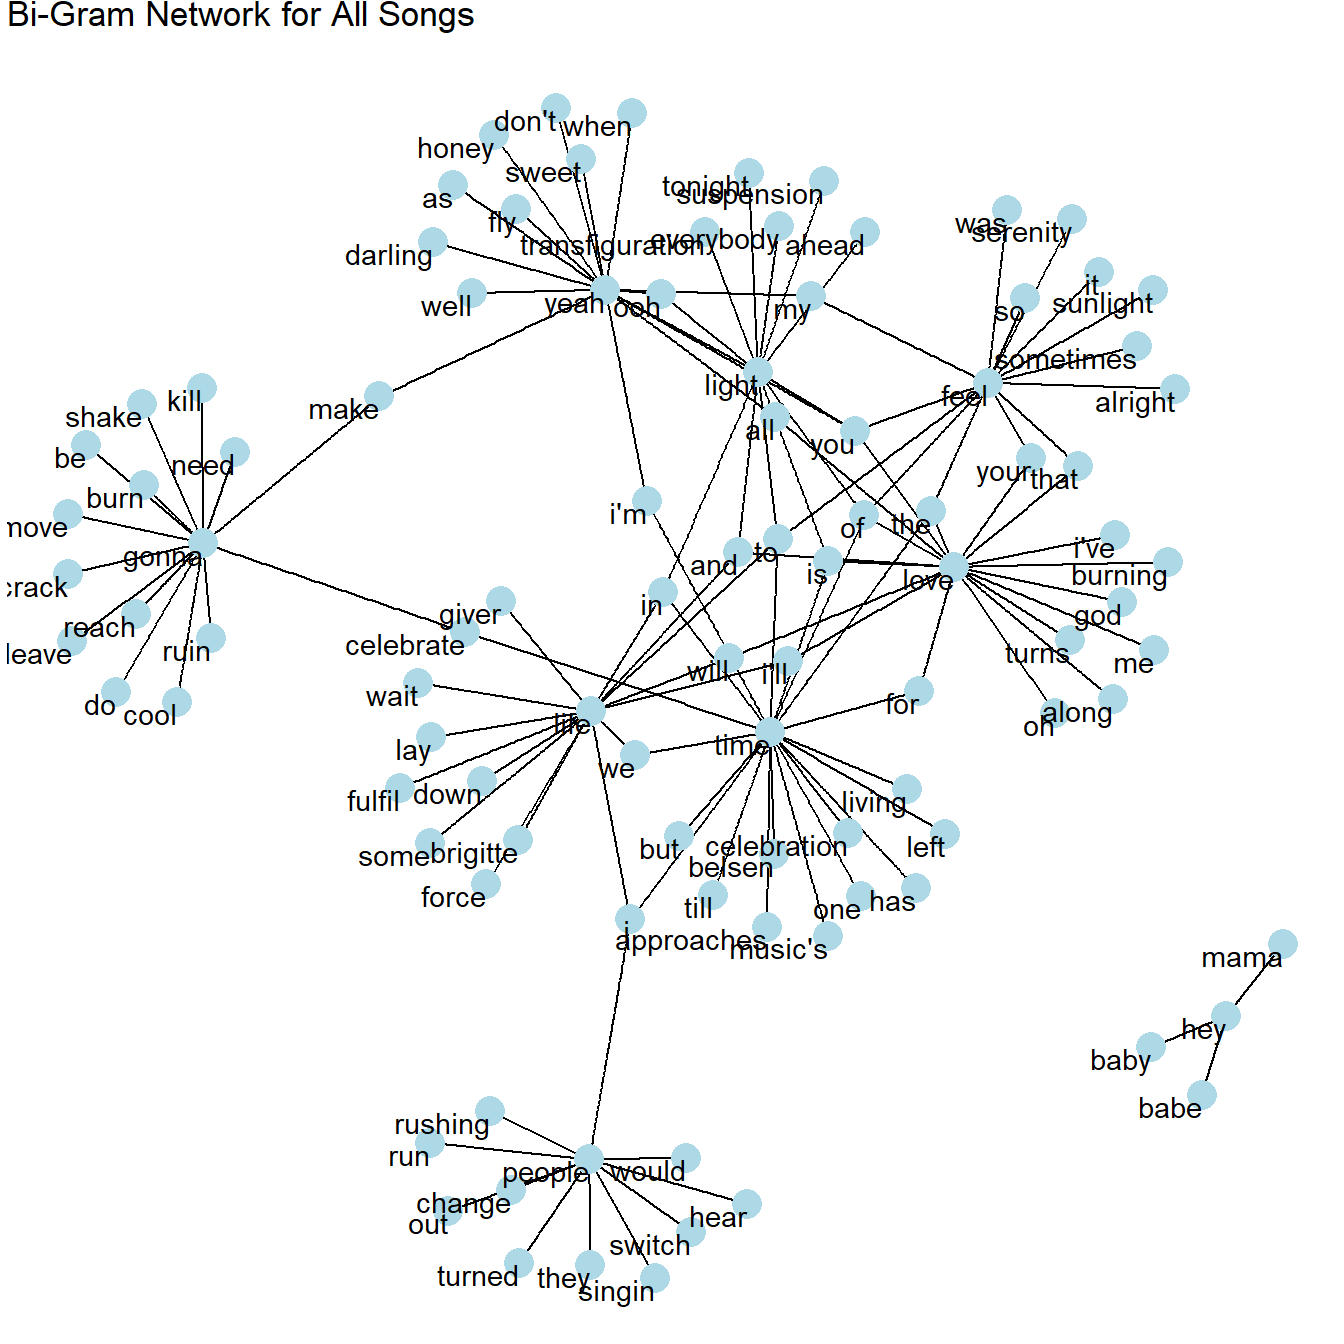 Bi-Gram Network for All Songs
don't
when
honey
sweet
tonight
suspension
as
fly
was
serenity
transfiguration
everybody
ahead
darling
it
sunlight
well
yeah
ooh
my
so
sometimes
light
feel
alright
make
kill
shake
all
you
be
need
your
that
burn
i'm
of
the
move
i've
gonna
and
to
is
love
burning
crack
in
giver
god
reach
celebrate
leave
ruin
turns
me
will
i'll
wait
do
cool
for
along
oh
life
time
lay
we
fulfil
down
living
some
brigitte
but
celebration
left
belsen
force
till
one
has
approaches
music's
mama
hey
baby
babe
rushing
run
people
would
change
out
hear
switch
turned
they
singin